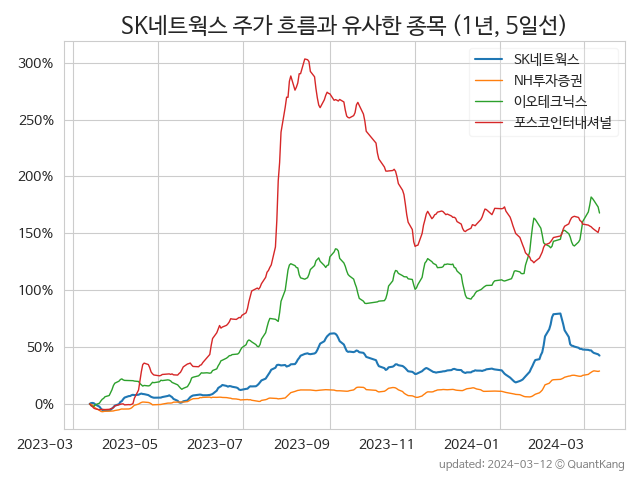 SK네트웍스 주가 흐름과 유사한 종목 (1년, 5일선)
300%
250%
200%
150%
100%
50%
0%
SK네트웍스
NH투자증권
이오테크닉스
포스코인터내셔널
2023-03 2023-05 2023-07 2023-09 2023-11 2024-01 2024-03
updated: 2024-03-12 © QuantKang